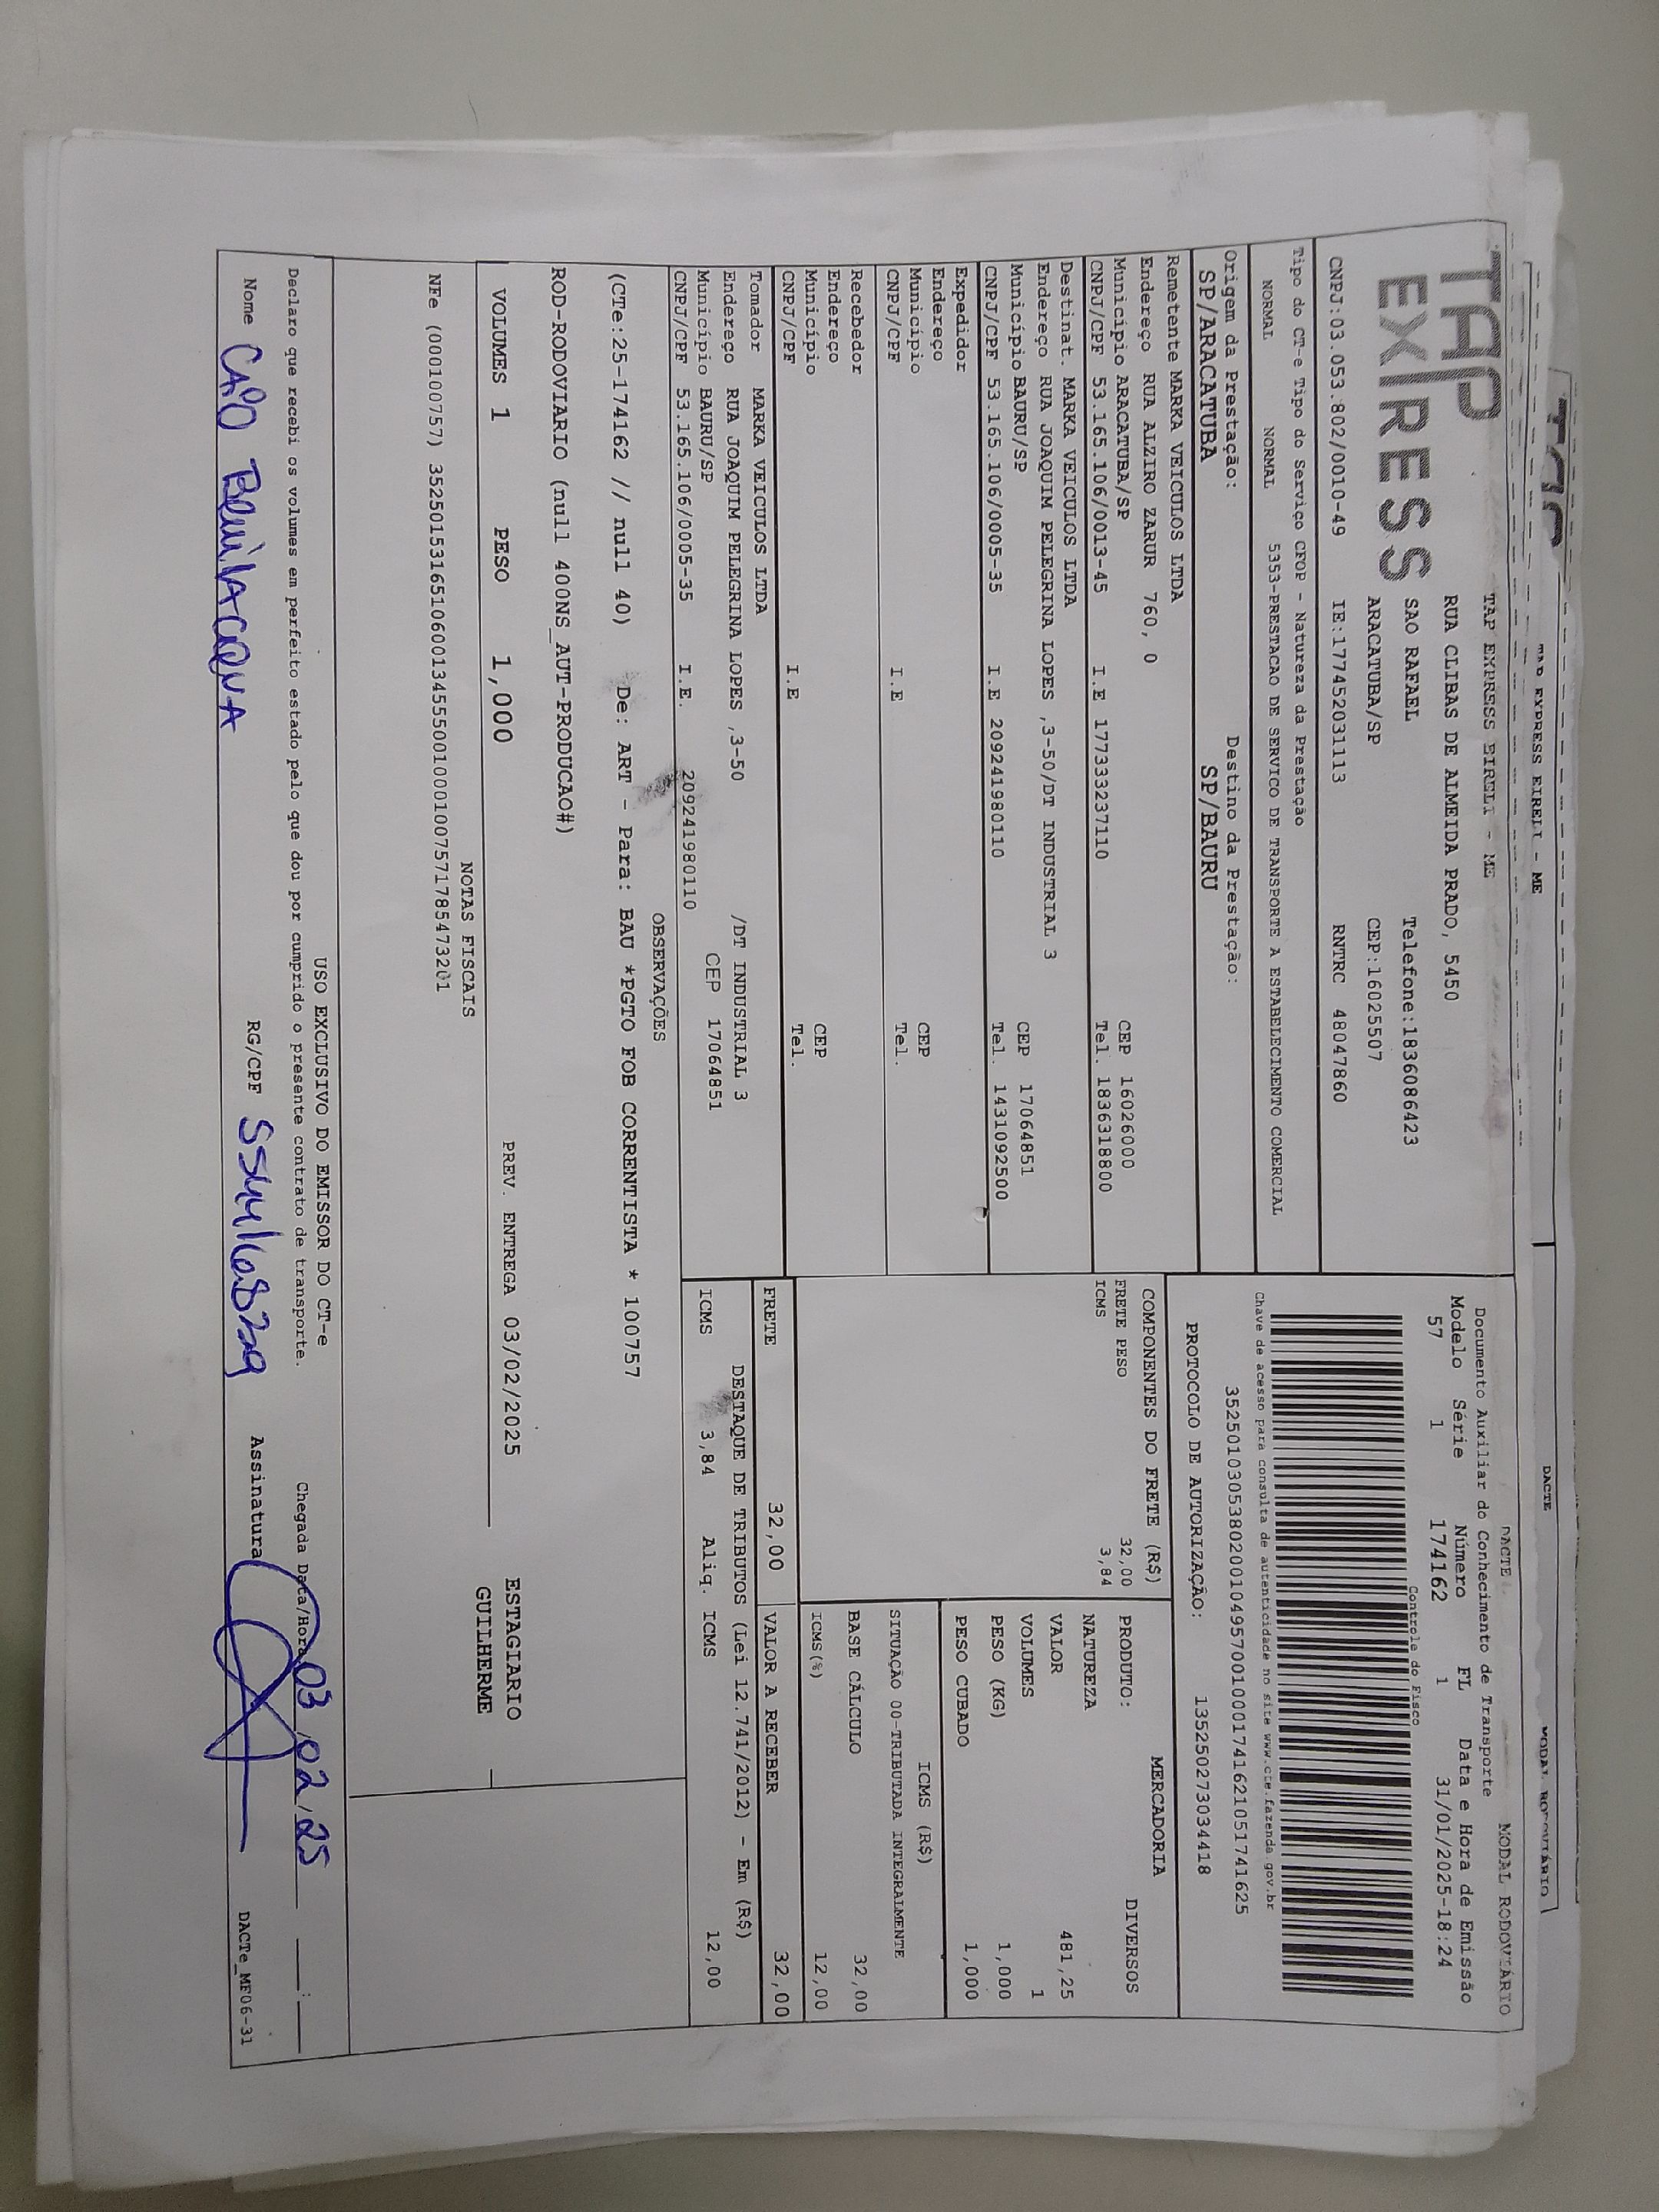 TAP EXPRESS EIRELI - ME
DACTE
MODAL RODOVIÁRIO
TAP EXPRESS
TAP EXPRESS EIRELI - ME
RUA CLIBAS DE ALMEIDA PRADO, 5450
SAO RAFAEL Telefone:1836086423
ARACATUBA/SP CEP:16025507
CNPJ:03.053.802/0010-49 IE:177452031113 RNTRC 48047860
DACTE MODAL RODOVIÁRIO
Documento Auxiliar do Conhecimento de Transporte
Modelo Série Número FL Data e Hora de Emissão
57 1 174162 1 31/01/2025-18:24
Controle do Fisco
Tipo do CT-e Tipo do Serviço CFOP - Natureza da Prestação
NORMAL NORMAL 5353-PRESTACAO DE SERVICO DE TRANSPORTE A ESTABELECIMENTO COMERCIAL
Chave de acesso para consulta de autenticidade no site www.cte.fazenda.gov.br
35250103053802001049570010001741621051741625
PROTOCOLO DE AUTORIZAÇÃO: 135250273034418
Origem da Prestação: Destino da Prestação:
SP/ARACATUBA SP/BAURU
Remetente MARKA VEICULOS LTDA
Endereço RUA ALZIRO ZARUR 760, 0
Município ARACATUBA/SP CEP 16026000
CNPJ/CPF 53.165.106/0013-45 I.E 177333237110 Tel. 1836318800
Destinat. MARKA VEICULOS LTDA
Endereço RUA JOAQUIM PELEGRINA LOPES ,3-50/DT INDUSTRIAL 3
Município BAURU/SP CEP 17064851
CNPJ/CPF 53.165.106/0005-35 I.E 209241980110 Tel. 1431092500
Expedidor
Endereço
Município CEP
CNPJ/CPF I.E Tel.
Recebedor
Endereço
Município CEP
CNPJ/CPF I.E Tel.
Tomador MARKA VEICULOS LTDA
Endereço RUA JOAQUIM PELEGRINA LOPES ,3-50 /DT INDUSTRIAL 3
Município BAURU/SP CEP 17064851
CNPJ/CPF 53.165.106/0005-35 I.E. 209241980110
COMPONENTES DO FRETE (R$)
FRETE PESO 32,00
ICMS 3,84
MERCADORIA
PRODUTO: DIVERSOS
NATUREZA
VALOR 481,25
VOLUMES 1
PESO (KG) 1,000
PESO CUBADO 1,000
ICMS (R$)
SITUAÇÃO 00-TRIBUTADA INTEGRALMENTE
BASE CÁLCULO 32,00
ICMS(%) 12,00
FRETE 32,00 VALOR A RECEBER 32,00
DESTAQUE DE TRIBUTOS (Lei 12.741/2012) - Em (R$)
ICMS 3,84 Aliq. ICMS 12,00
OBSERVAÇÕES
(CTe:25-174162 // null 40) De: ART - Para: BAU *PGTO FOB CORRENTISTA * 100757
ROD-RODOVIARIO (null 400NS_AUT-PRODUCAO#)
VOLUMES 1 PESO 1,000 PREV. ENTREGA 03/02/2025 ESTAGIARIO
GUILHERME
NOTAS FISCAIS
NFe (000100757) 35250153165106001345550010001007571785473201
USO EXCLUSIVO DO EMISSOR DO CT-e
Declaro que recebi os volumes em perfeito estado pelo que dou por cumprido o presente contrato de transporte. Chegada Data/Hora 03,02,25
Nome RG/CPF Assinatura DACTe_MF06-31